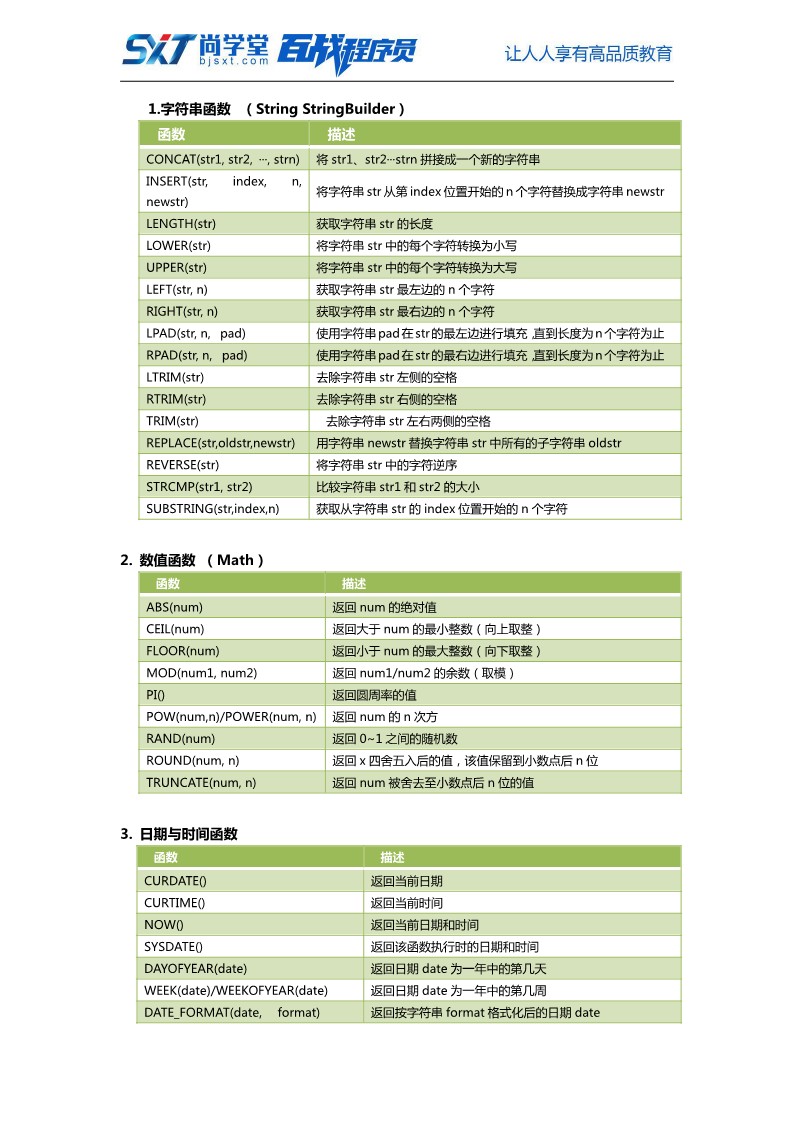 SXT 尚学堂 百战程序员 让人人享有高品质教育
bjsxt.com
1.字符串函数 （String StringBuilder）
函数 描述
CONCAT(str1, str2, ···, strn) 将 str1、str2···strn 拼接成一个新的字符串
INSERT(str, index, n,
newstr) 将字符串 str 从第 index 位置开始的 n 个字符替换成字符串 newstr
LENGTH(str) 获取字符串 str 的长度
LOWER(str) 将字符串 str 中的每个字符转换为小写
UPPER(str) 将字符串 str 中的每个字符转换为大写
LEFT(str, n) 获取字符串 str 最左边的 n 个字符
RIGHT(str, n) 获取字符串 str 最右边的 n 个字符
LPAD(str, n, pad) 使用字符串 pad 在 str 的最左边进行填充，直到长度为 n 个字符为止
RPAD(str, n, pad) 使用字符串 pad 在 str 的最右边进行填充，直到长度为 n 个字符为止
LTRIM(str) 去除字符串 str 左侧的空格
RTRIM(str) 去除字符串 str 右侧的空格
TRIM(str) 去除字符串 str 左右两侧的空格
REPLACE(str,oldstr,newstr) 用字符串 newstr 替换字符串 str 中所有的子字符串 oldstr
REVERSE(str) 将字符串 str 中的字符逆序
STRCMP(str1, str2) 比较字符串 str1 和 str2 的大小
SUBSTRING(str,index,n) 获取从字符串 str 的 index 位置开始的 n 个字符
2. 数值函数 （Math）
函数 描述
ABS(num) 返回 num 的绝对值
CEIL(num) 返回大于 num 的最小整数（向上取整）
FLOOR(num) 返回小于 num 的最大整数（向下取整）
MOD(num1, num2) 返回 num1/num2 的余数（取模）
PI() 返回圆周率的值
POW(num,n)/POWER(num, n) 返回 num 的 n 次方
RAND(num) 返回 0~1 之间的随机数
ROUND(num, n) 返回 x 四舍五入后的值，该值保留到小数点后 n 位
TRUNCATE(num, n) 返回 num 被舍去至小数点后 n 位的值
3. 日期与时间函数
函数 描述
CURDATE() 返回当前日期
CURTIME() 返回当前时间
NOW() 返回当前日期和时间
SYSDATE() 返回该函数执行时的日期和时间
DAYOFYEAR(date) 返回日期 date 为一年中的第几天
WEEK(date)/WEEKOFYEAR(date) 返回日期 date 为一年中的第几周
DATE_FORMAT(date, format) 返回按字符串 format 格式化后的日期 date